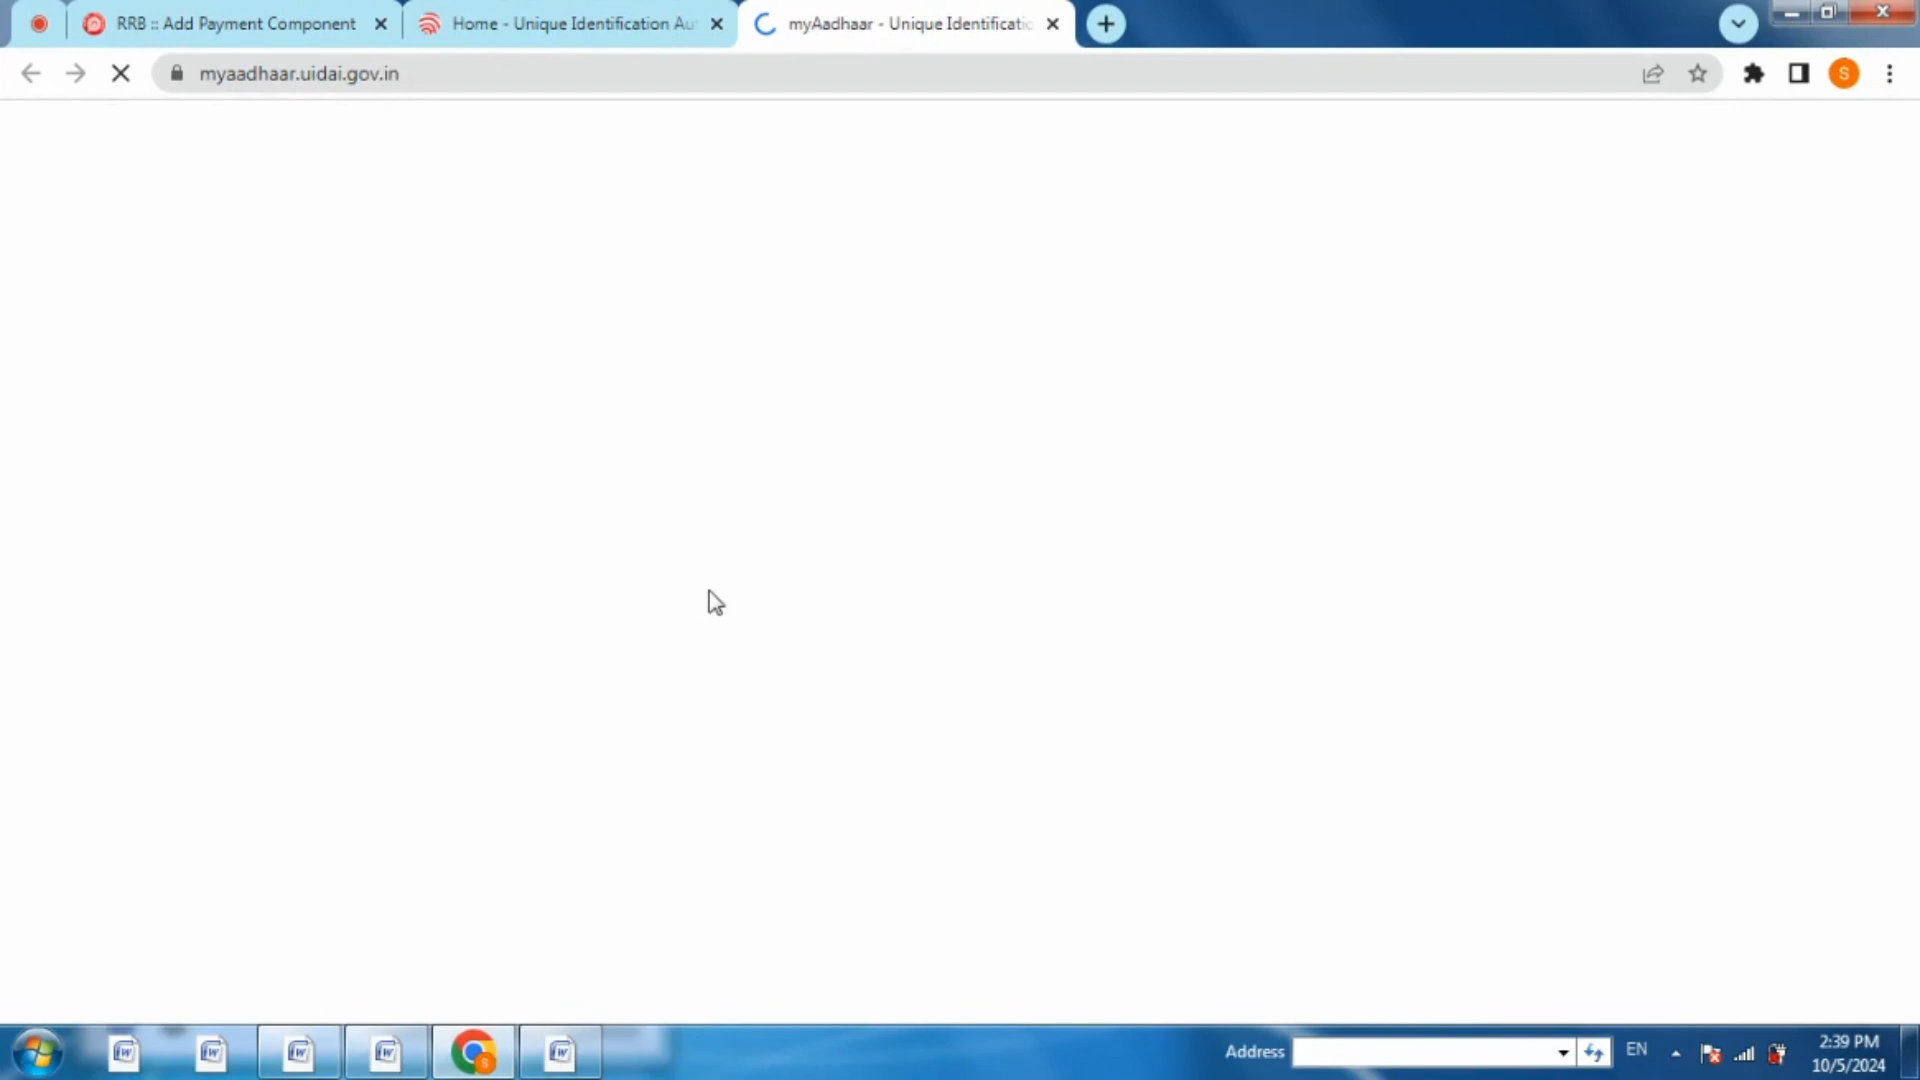 RRB :: Add Payment Component
Home - Unique Identification Au
myAadhaar - Unique Identificatio
myaadhaar.uidai.gov.in
S
Address
EN
2:39 PM
10/5/2024